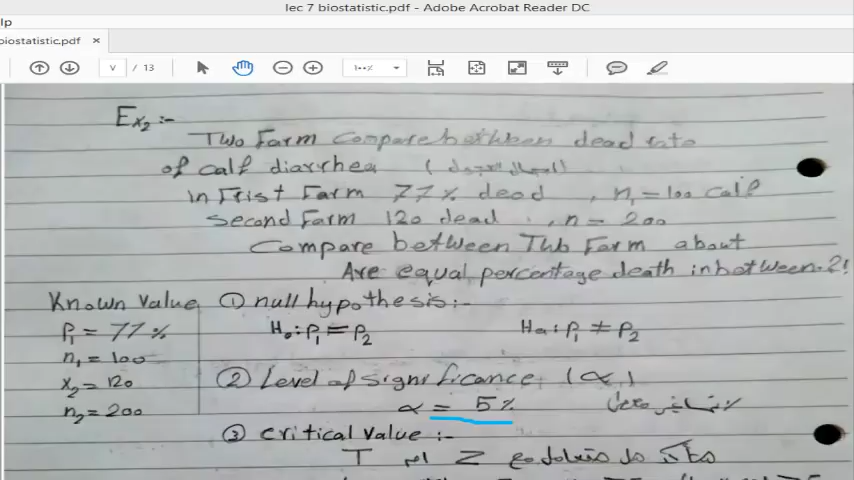 lec 7 biostatistic.pdf - Adobe Acrobat Reader DC
lp
biostatistic.pdf ×
٧ / 13 ١٠٠%
Ex2:-
Two Farm compare between dead rate
of calf diarrhea
in Frist Farm 77% dead , n1=100 calf
Second Farm 120 dead , n = 200
Compare between Two Farm about
Are equal percentage death inbetween.?!
Known value ① null hypothesis:-
P1 = 77% H0: P1 = P2 Ha: P1 ≠ P2
n1 = 100
x2 = 120 ② Level of significance (α)
n2 = 200 α = 5%
③ critical value:-
T Z